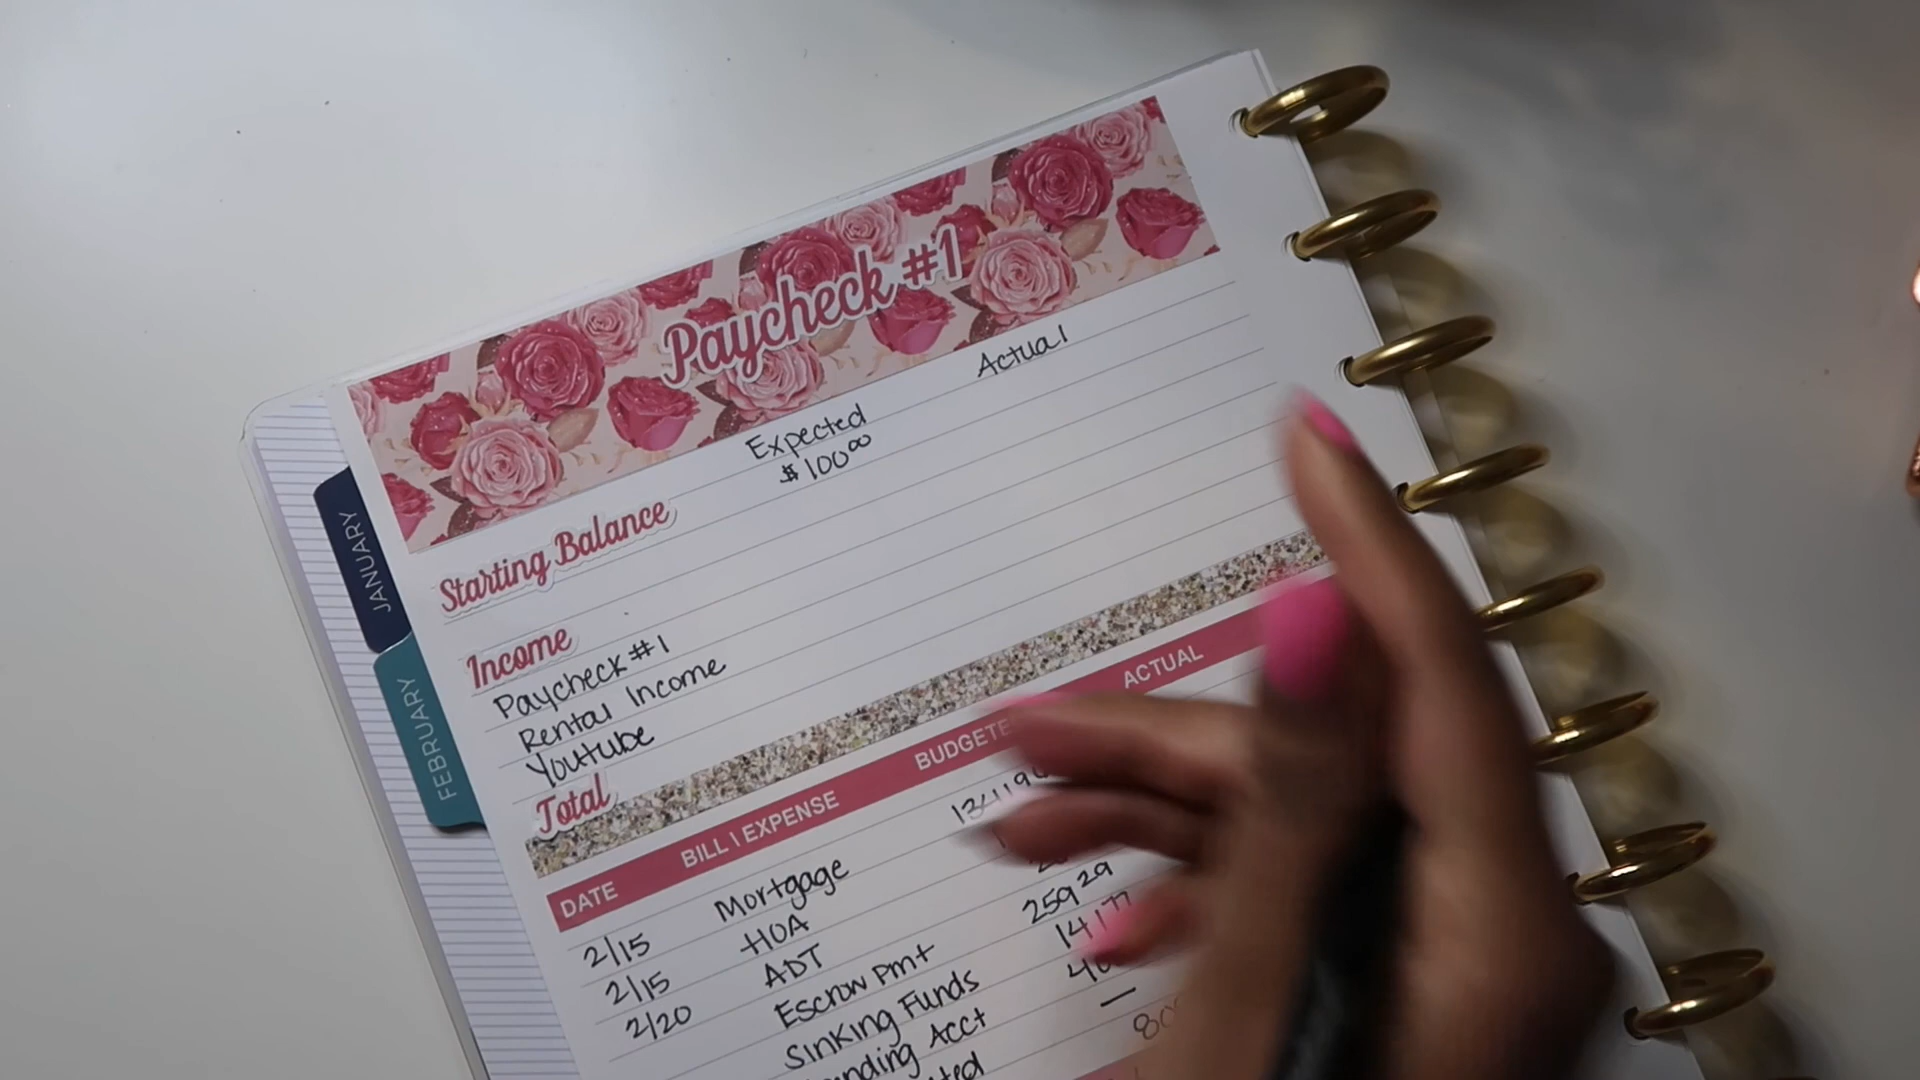 Paycheck #1
Expected Actual
Starting Balance $100.00
Income
Paycheck #1
Rental Income
Youtube
Total
DATE BILL \ EXPENSE ACTUAL
2/15 Mortgage
2/15 HOA
2/20 ADT
Escrow Pmt 259.29
Sinking Funds
Acct —
JANUARY
FEBRUARY